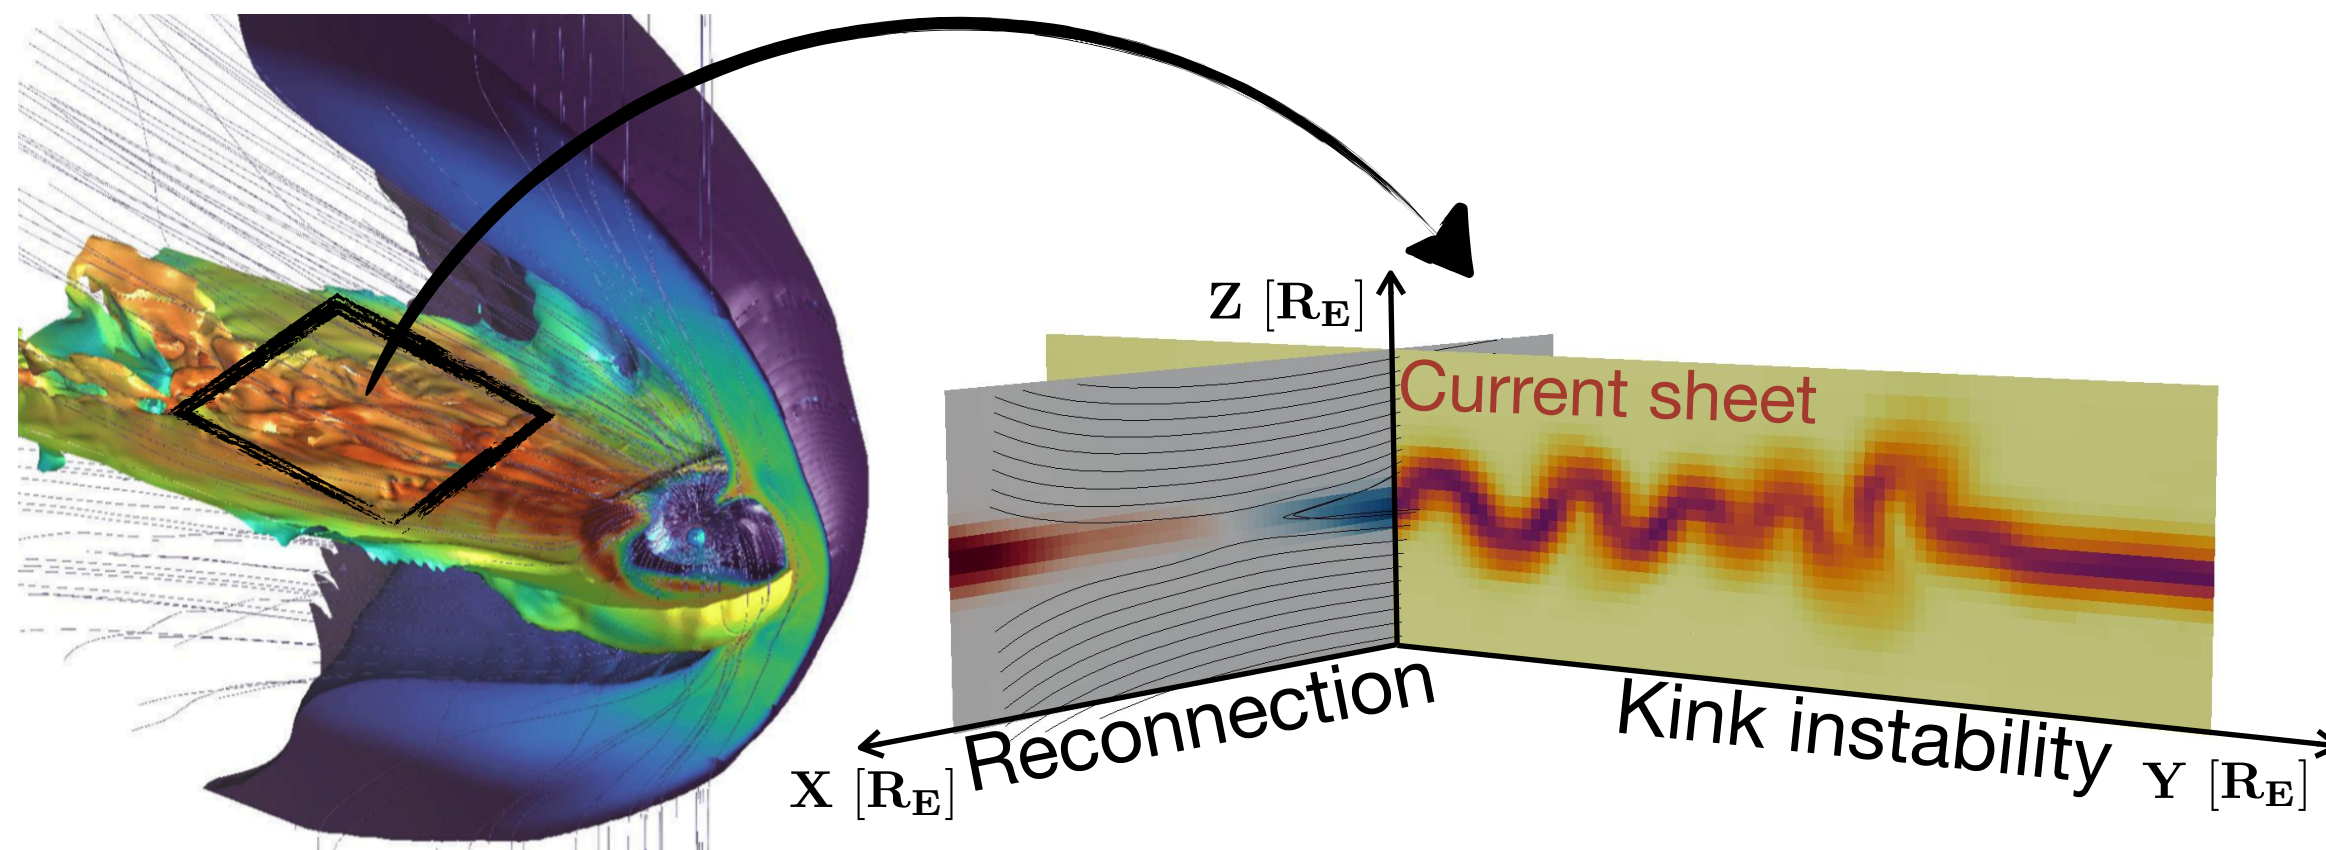 Z [R_E]
Current sheet
Reconnection
Kink instability
X [R_E]
Y [R_E]